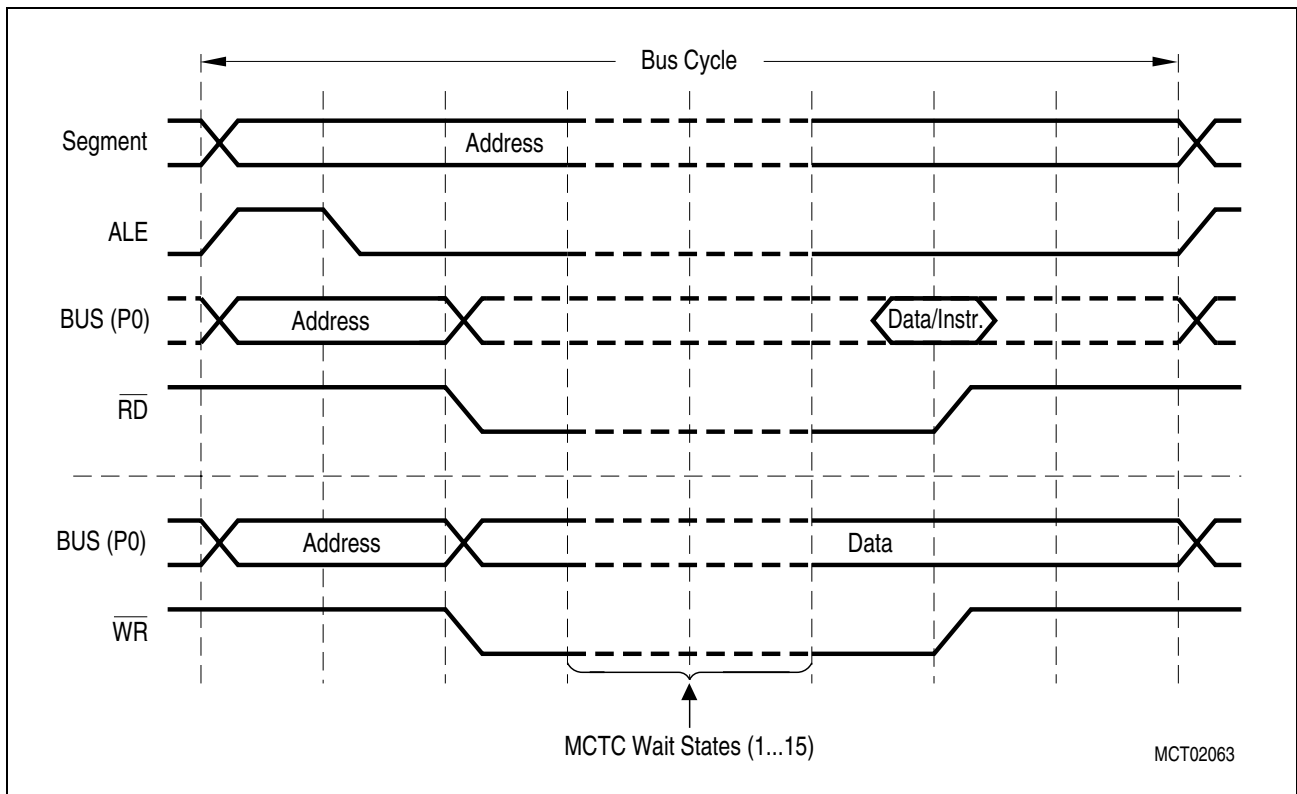 Bus Cycle
Segment
Address
ALE
BUS (P0)
Address
Data/Instr.
RD
BUS (P0)
Address
Data
WR
MCTC Wait States (1...15)
MCT02063